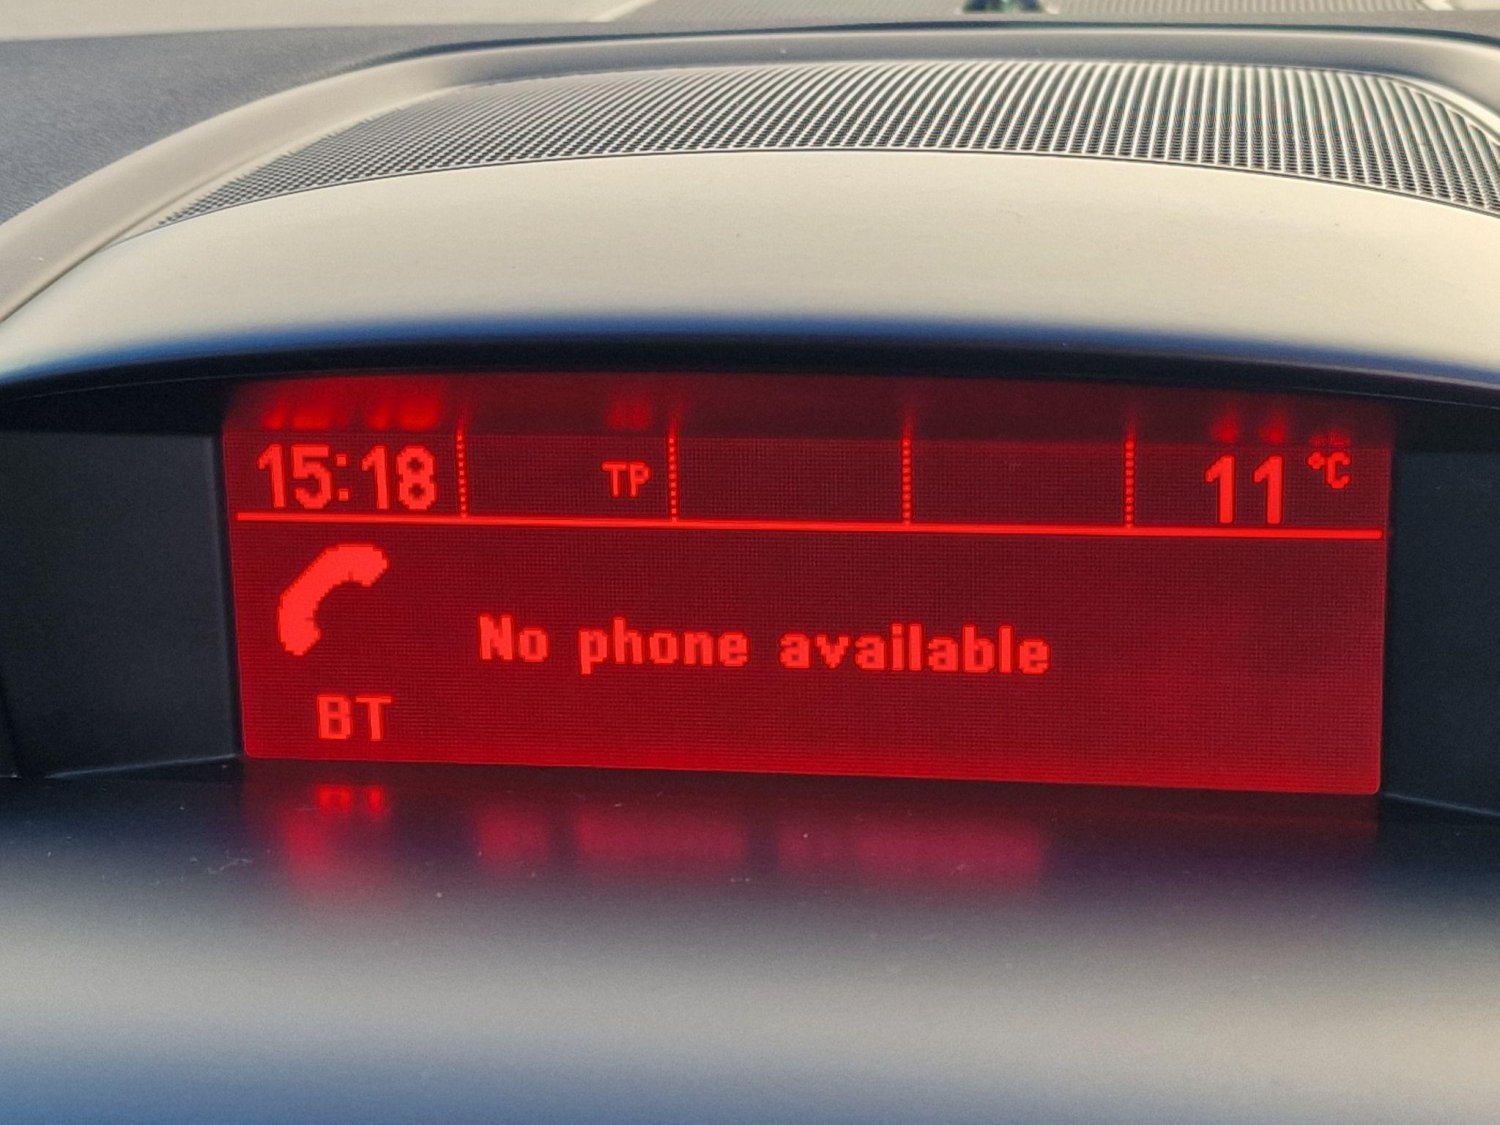 15:18 TP 11 °C
No phone available
BT